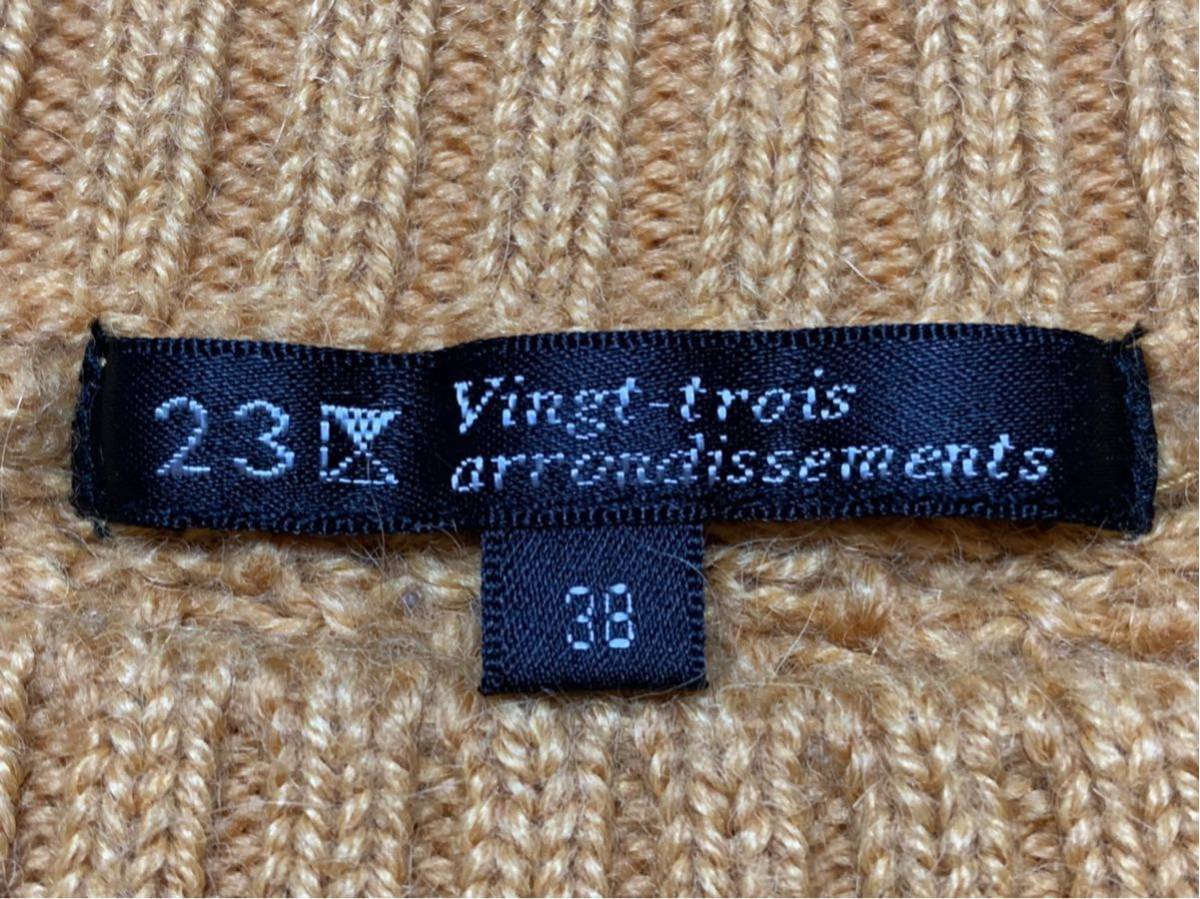 23
Vingt-trois
arrondissements
38